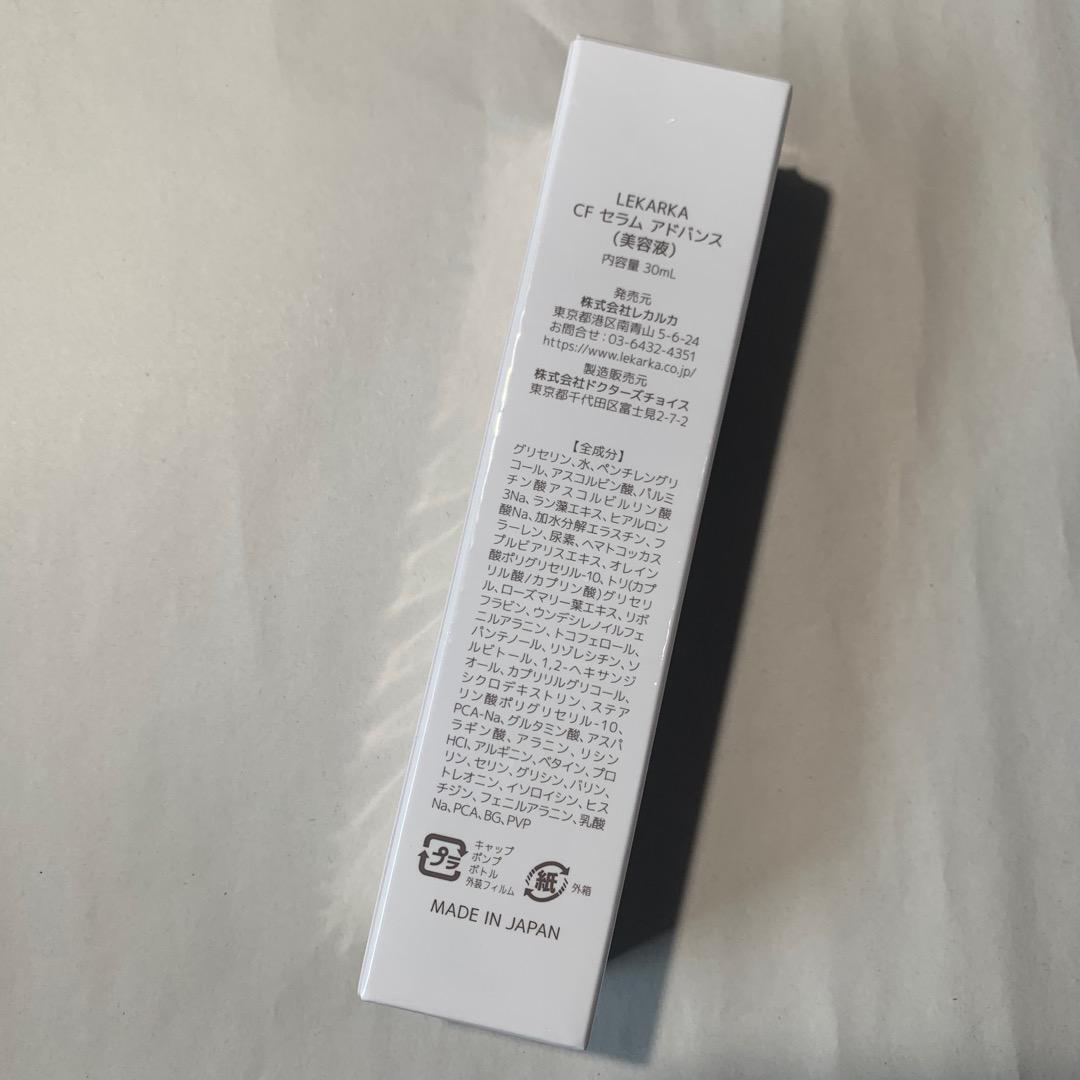 LEKARKA
CF セラム アドバンス
（美容液）
内容量 30mL
発売元
株式会社レカルカ
東京都港区南青山 5-6-24
お問合せ：03-6432-4351
https://www.lekarka.co.jp/
製造販売元
株式会社ドクターズチョイス
東京都千代田区富士見2-7-2
【全成分】
グリセリン、水、ペンチレングリ
コール、アスコルビン酸、パルミ
チン酸アスコルビルリン酸
3Na、ラン藻エキス、ヒアルロン
酸Na、加水分解エラスチン、フ
ラーレン、尿素、ヘマトコッカス
プルビアリスエキス、オレイン
酸ポリグリセリル-10、トリ(カプ
リル酸/カプリン酸)グリセリ
ル、ローズマリー葉エキス、リボ
フラビン、ウンデシレノイルフェ
ニルアラニン、トコフェロール、
パンテノール、リゾレシチン、ソ
ルビトール、1,2-ヘキサンジ
オール、カプリリルグリコール、
シクロデキストリン、ステア
リン酸ポリグリセリル-10、
PCA-Na、グルタミン酸、アスパ
ラギン酸、アラニン、リシン
HCl、アルギニン、ベタイン、プロ
リン、セリン、グリシン、バリン、
トレオニン、イソロイシン、ヒス
チジン、フェニルアラニン、乳酸
Na、PCA、BG、PVP
プラ
キャップ
ポンプ
ボトル
外装フィルム
紙
外箱
MADE IN JAPAN